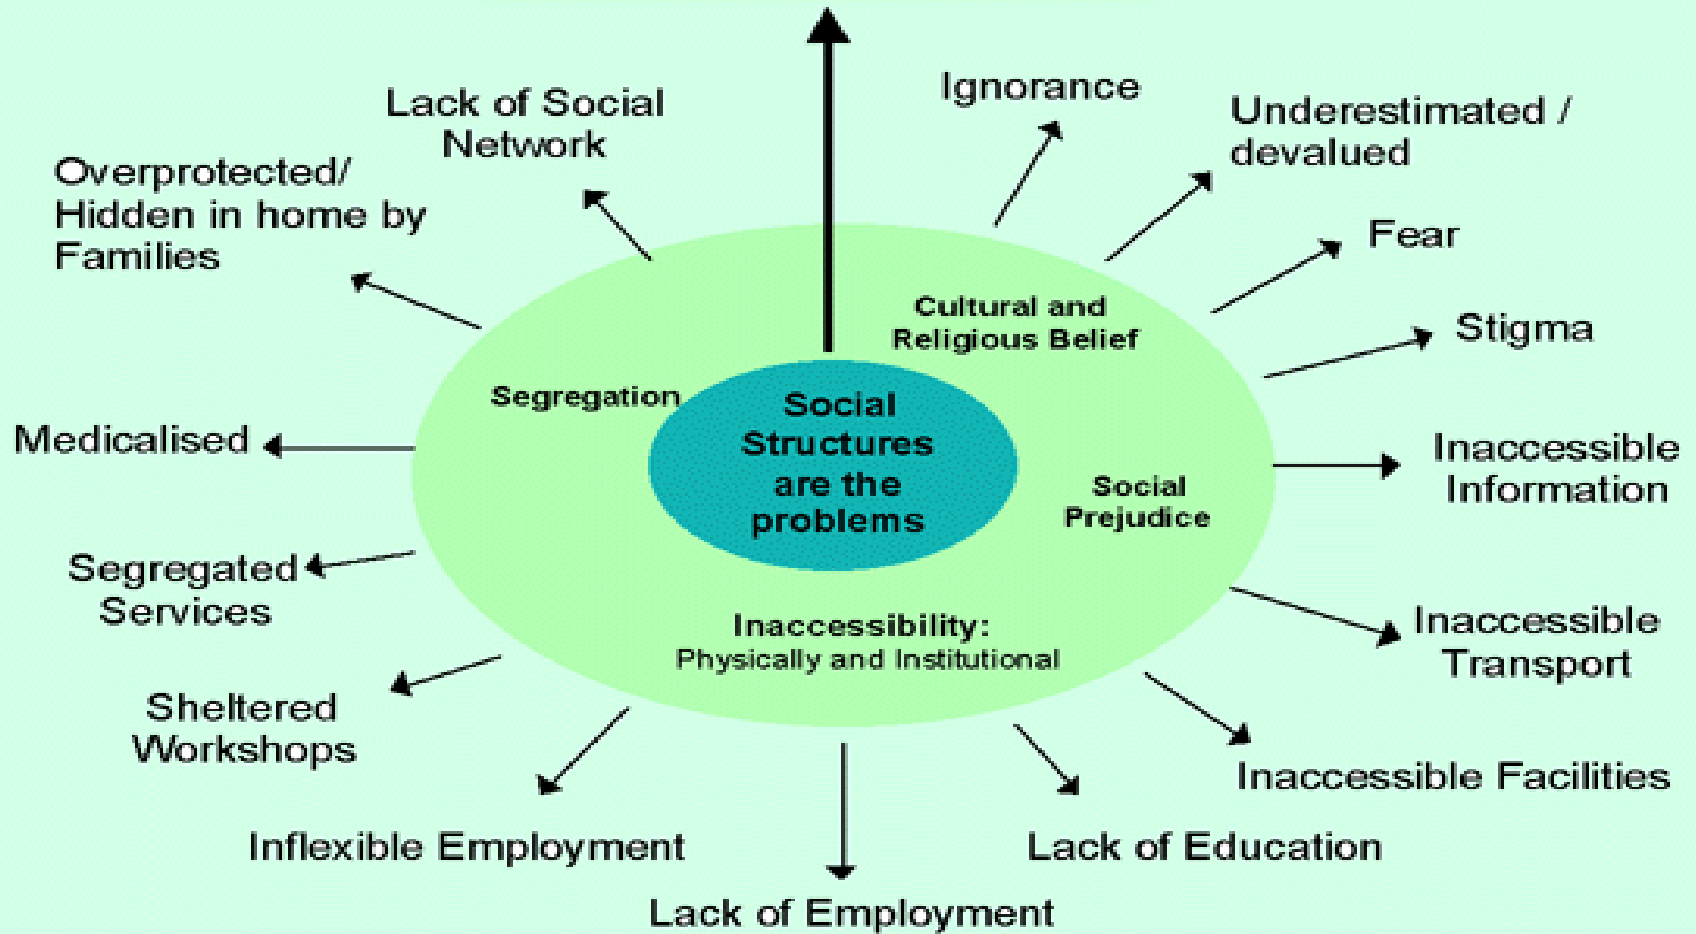 Ignorance
Lack of Social
Network
Underestimated /
devalued
Overprotected/
Hidden in home by
Families
Fear
Cultural and
Religious Belief
Stigma
Segregation
Social
Structures
are the
problems
Medicalised
Inaccessible
Information
Social
Prejudice
Segregated
Services
Inaccessibility:
Physically and Institutional
Inaccessible
Transport
Sheltered
Workshops
Inaccessible Facilities
Inflexible Employment
Lack of Education
Lack of Employment